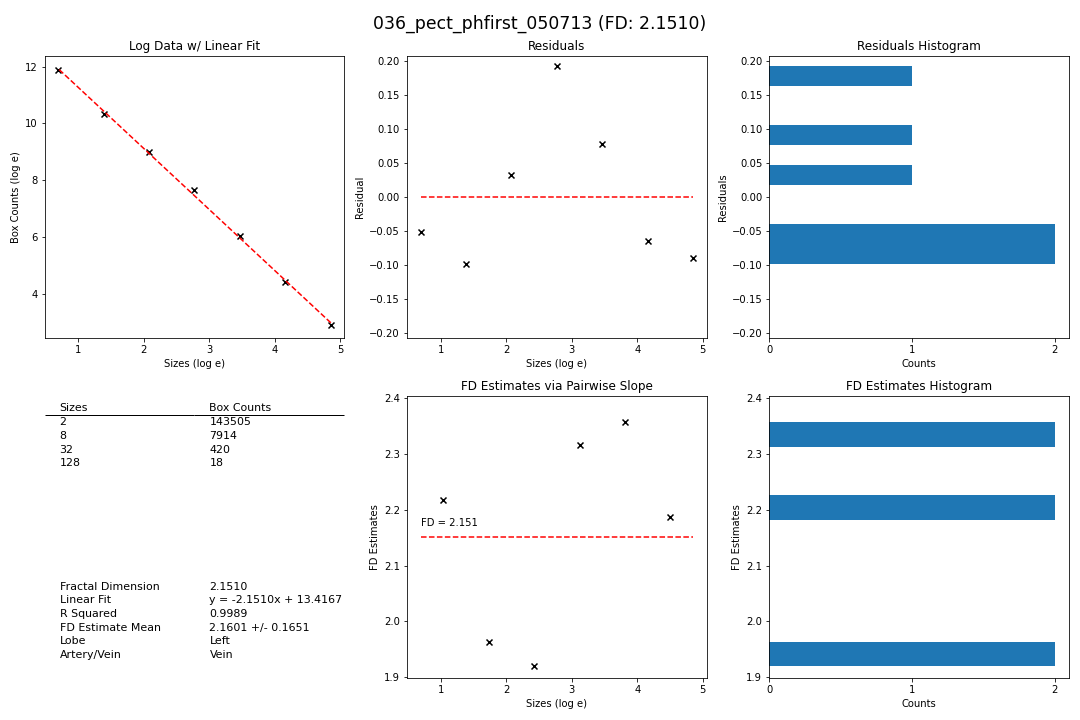 036_pect_phfirst_050713 (FD: 2.1510)
Log Data w/ Linear Fit
12
10
8
6
4
Box Counts (log e)
1 2 3 4 5
Sizes (log e)
Residuals
0.20
0.15
0.10
0.05
0.00
−0.05
−0.10
−0.15
−0.20
Residual
1 2 3 4 5
Sizes (log e)
Residuals Histogram
0.20
0.15
0.10
0.05
0.00
−0.05
−0.10
−0.15
−0.20
Residuals
0 1 2
Counts
Sizes Box Counts
2 143505
8 7914
32 420
128 18
Fractal Dimension 2.1510
Linear Fit y = -2.1510x + 13.4167
R Squared 0.9989
FD Estimate Mean 2.1601 +/- 0.1651
Lobe Left
Artery/Vein Vein
FD Estimates via Pairwise Slope
2.4
2.3
2.2
2.1
2.0
1.9
FD Estimates
FD = 2.151
1 2 3 4 5
Sizes (log e)
FD Estimates Histogram
2.4
2.3
2.2
2.1
2.0
1.9
FD Estimates
0 1 2
Counts